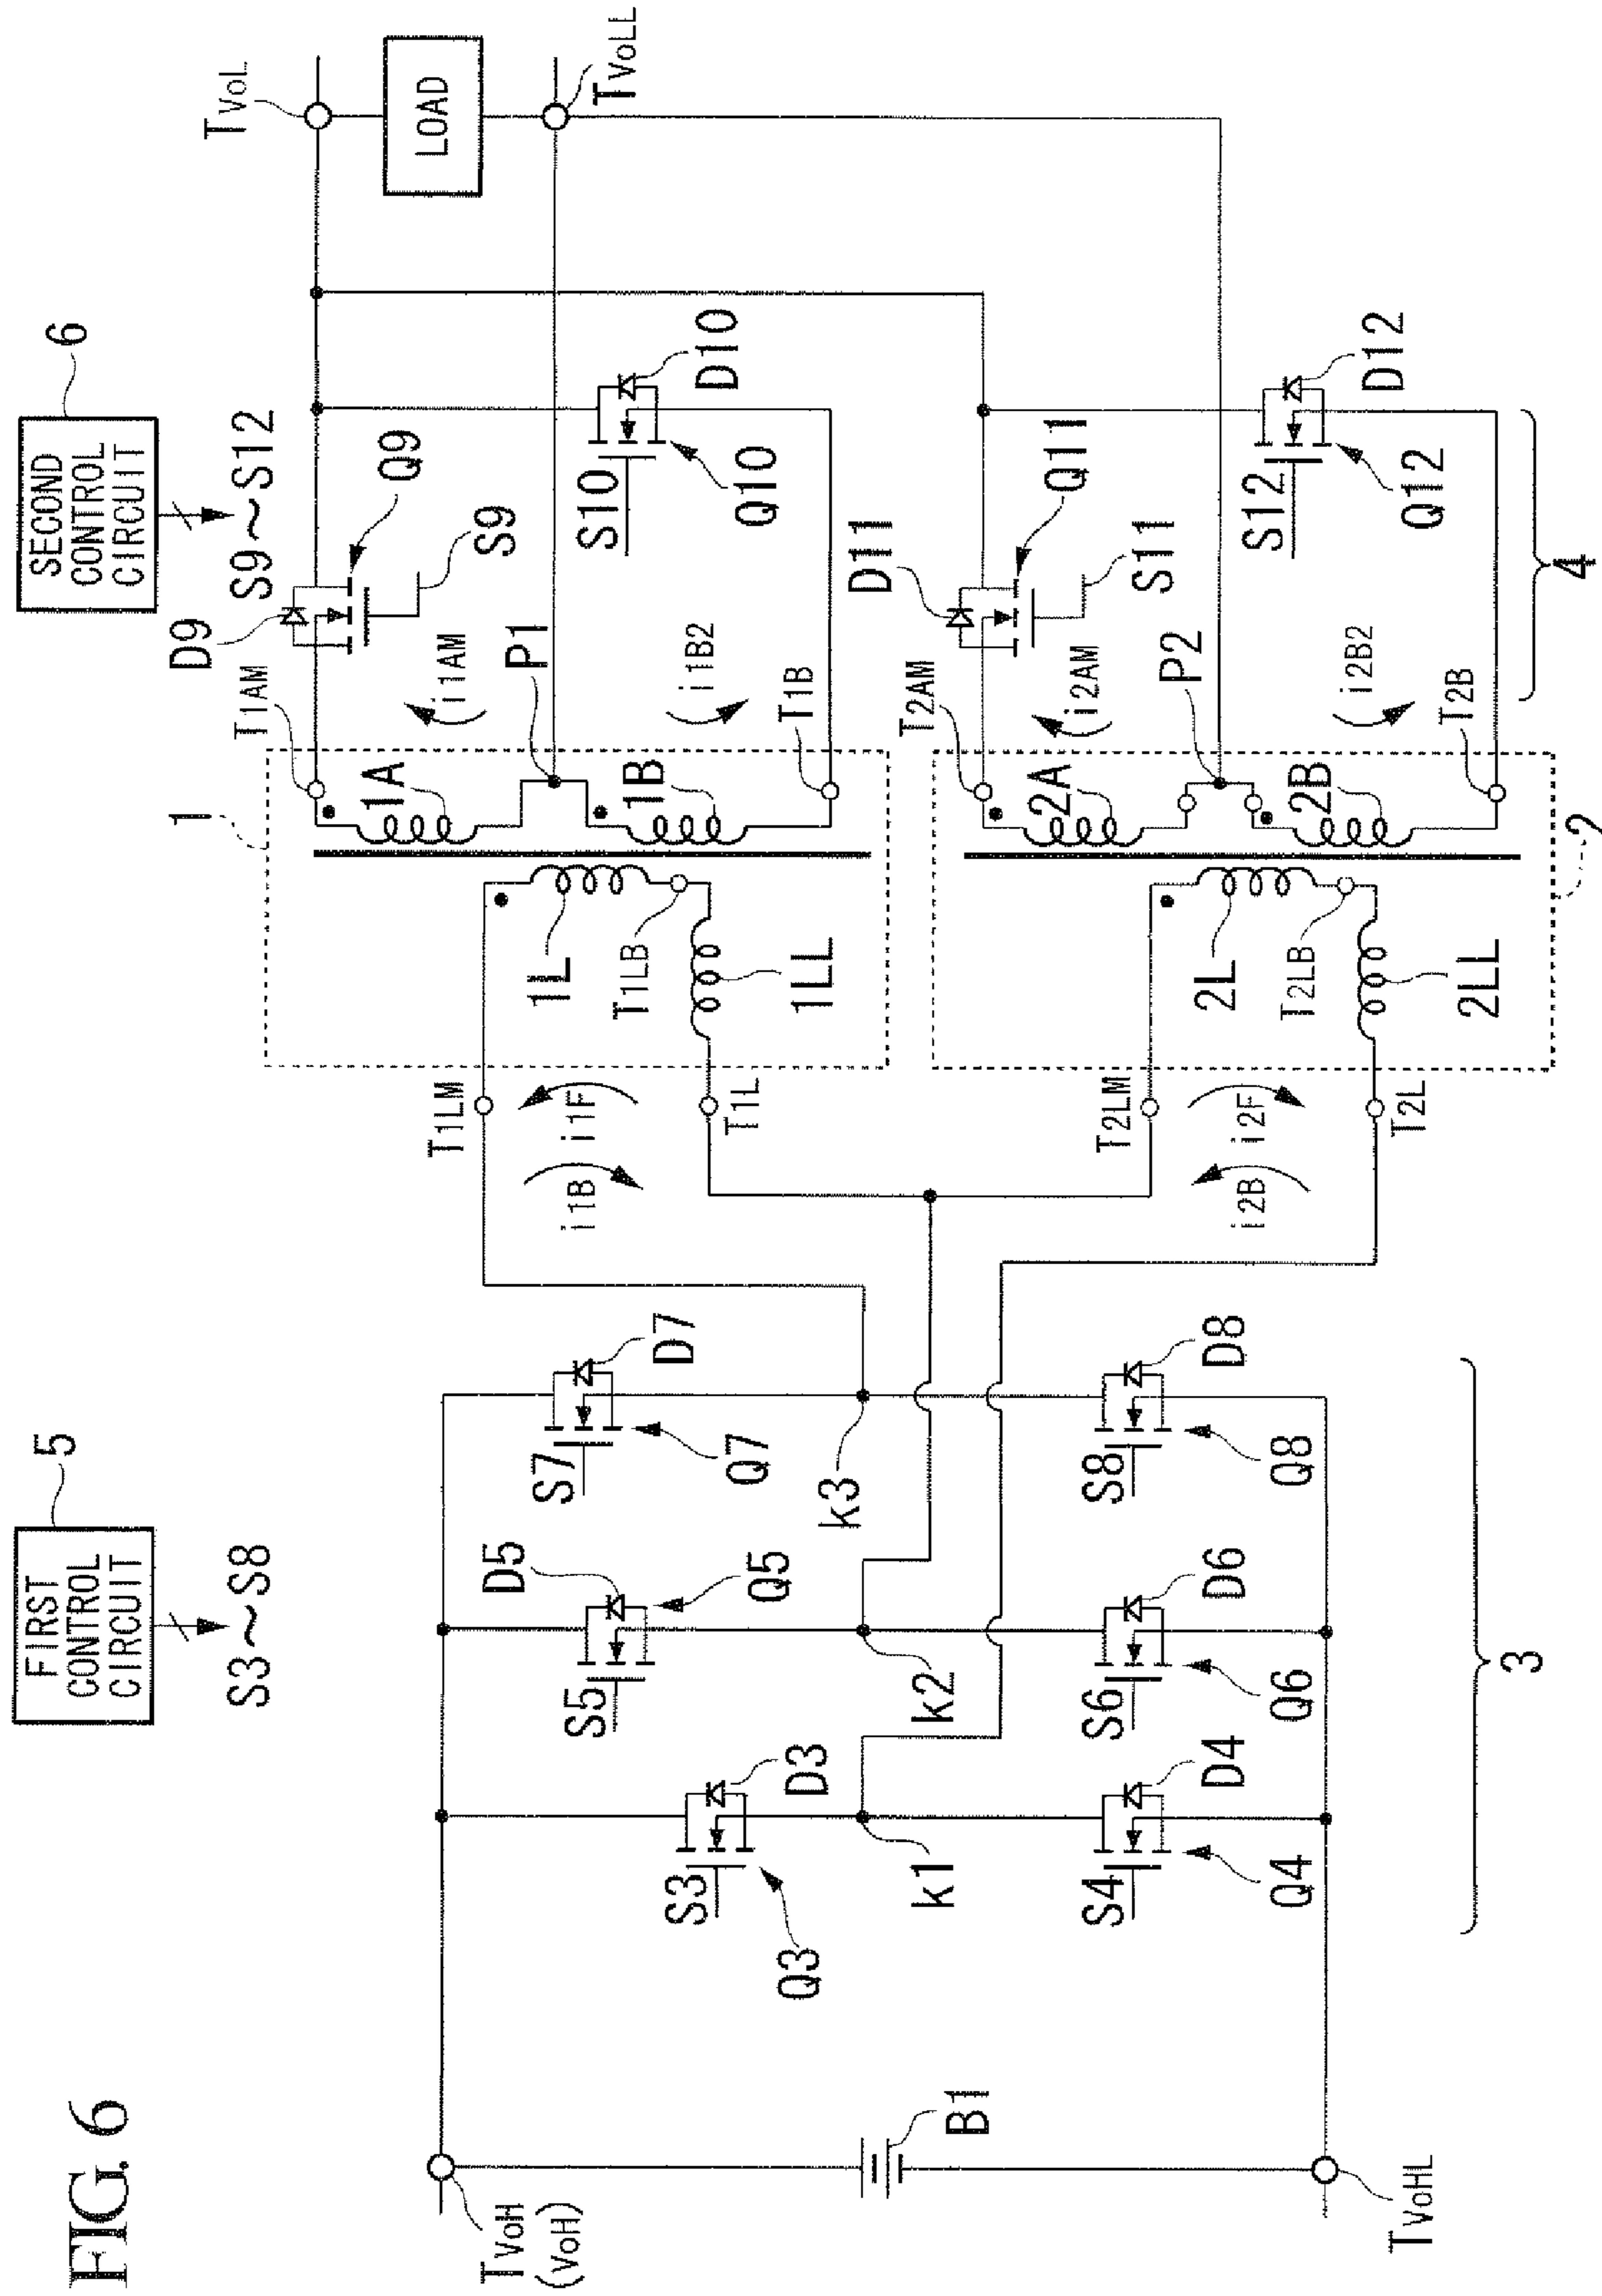 FIG. 6
FIRST
CONTROL
CIRCUIT
5
S3~S8
SECOND
CONTROL
CIRCUIT
6
S9~S12
TVoH
(VoH)
TVoHL
B1
S3
Q3
D3
k1
S4
Q4
D4
S5
D5
Q5
k2
S6
Q6
D6
S7
Q7
D7
k3
S8
Q8
D8
3
T1LM
i1B
i1F
T1L
T2LM
i2B
i2F
T2L
1
1L
T1LB
1LL
1A
1B
T1AM
P1
T1B
2
2L
T2LB
2LL
2A
2B
T2AM
P2
T2B
D9
Q9
S9
i1AM
i1B2
S10
Q10
D10
D11
Q11
S11
i2AM
i2B2
S12
Q12
D12
4
TVoL
LOAD
TVoLL